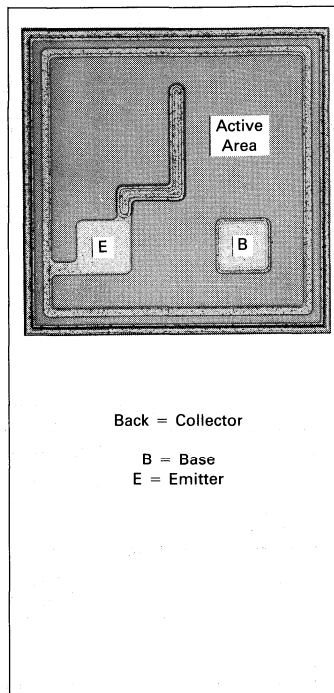 Active
Area
E
B
Back = Collector
B = Base
E = Emitter